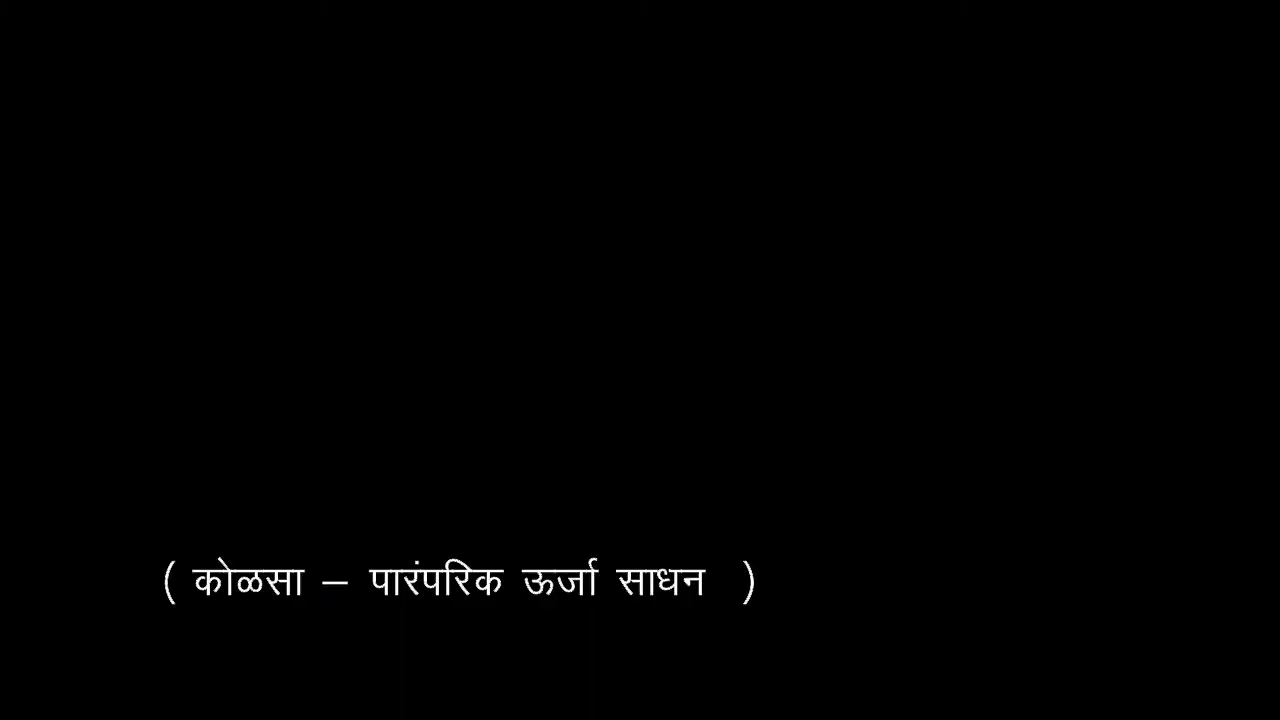 ( कोळसा – पारंपरिक ऊर्जा साधन )